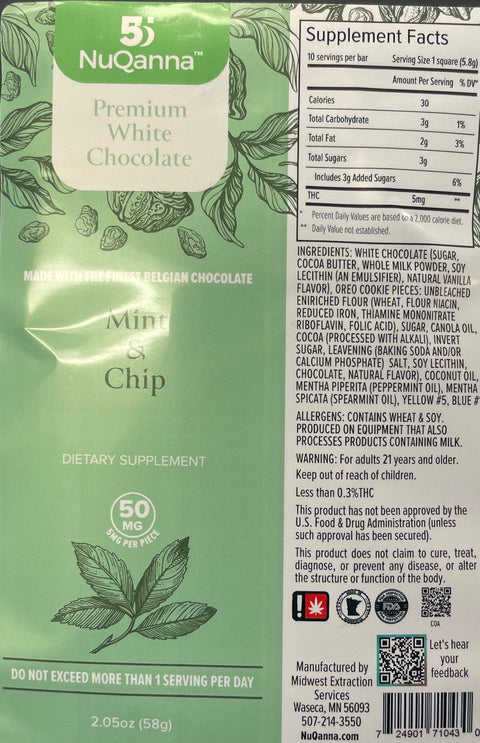 NuQanna™
Premium
White
Chocolate
MADE WITH THE FINEST BELGIAN CHOCOLATE
Mint
&
Chip
DIETARY SUPPLEMENT
50
MG
5MG PER PIECE
DO NOT EXCEED MORE THAN 1 SERVING PER DAY
2.05oz (58g)
Supplement Facts
10 servings per bar Serving Size 1 square (5.8g)
Amount Per Serving % DV*
Calories 30
Total Carbohydrate 3g 1%
Total Fat 2g 3%
Total Sugars 3g
Includes 3g Added Sugars 6%
THC 5mg **
* Percent Daily Values are based on a 2,000 calorie diet.
** Daily Value not established.
INGREDIENTS: WHITE CHOCOLATE (SUGAR,
COCOA BUTTER, WHOLE MILK POWDER, SOY
LECITHIN (AN EMULSIFIER), NATURAL VANILLA
FLAVOR), OREO COOKIE PIECES: UNBLEACHED
ENIRICHED FLOUR (WHEAT, FLOUR NIACIN,
REDUCED IRON, THIAMINE MONONITRATE
RIBOFLAVIN, FOLIC ACID), SUGAR, CANOLA OIL,
COCOA (PROCESSED WITH ALKALI), INVERT
SUGAR, LEAVENING (BAKING SODA AND/OR
CALCIUM PHOSPHATE) SALT, SOY LECITHIN,
CHOCOLATE, NATURAL FLAVOR), COCONUT OIL,
MENTHA PIPERITA (PEPPERMINT OIL), MENTHA
SPICATA (SPEARMINT OIL), YELLOW #5, BLUE #
ALLERGENS: CONTAINS WHEAT & SOY.
PRODUCED ON EQUIPMENT THAT ALSO
PROCESSES PRODUCTS CONTAINING MILK.
WARNING: For adults 21 years and older.
Keep out of reach of children.
Less than 0.3%THC
This product has not been approved by the
U.S. Food & Drug Administration (unless
such approval has been secured).
This product does not claim to cure, treat,
diagnose, or prevent any disease, or alter
the structure or function of the body.
FDA
COA
Let's hear
your
feedback
Manufactured by
Midwest Extraction
Services
Waseca, MN 56093
507-214-3550
NuQanna.com
7 24901 71043 0